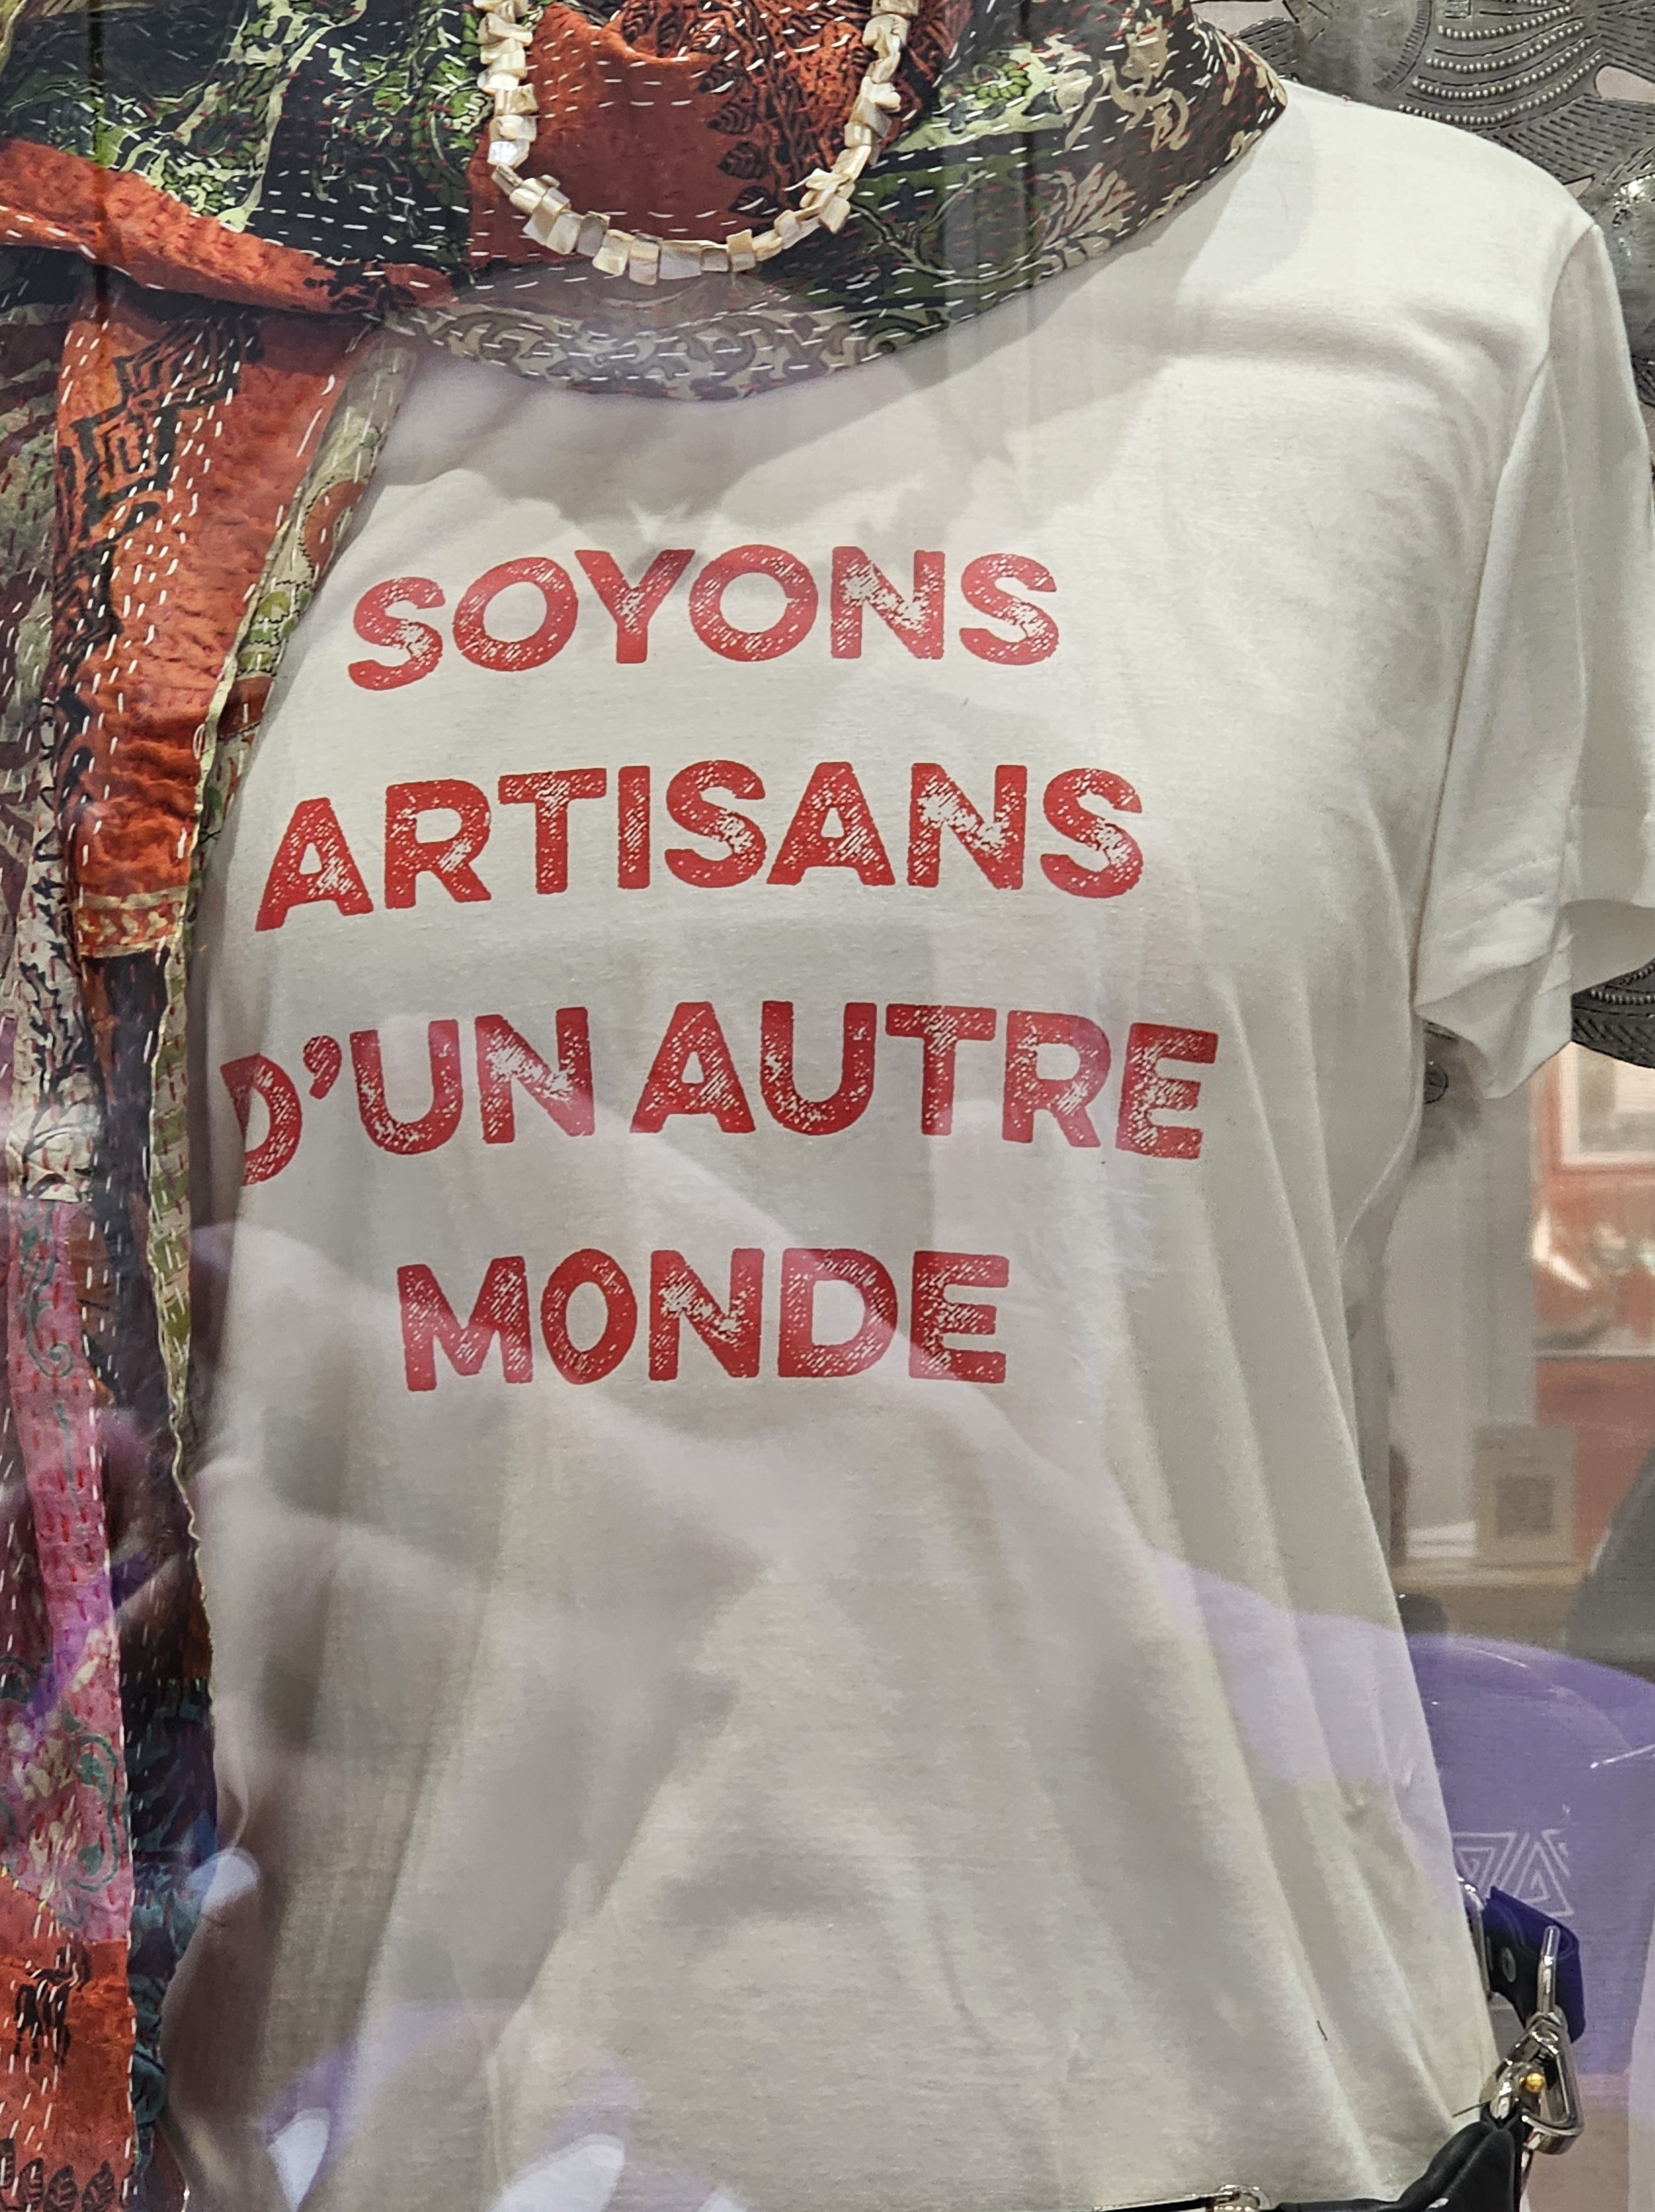 SOYONS
ARTISANS
D'UN AUTRE
MONDE